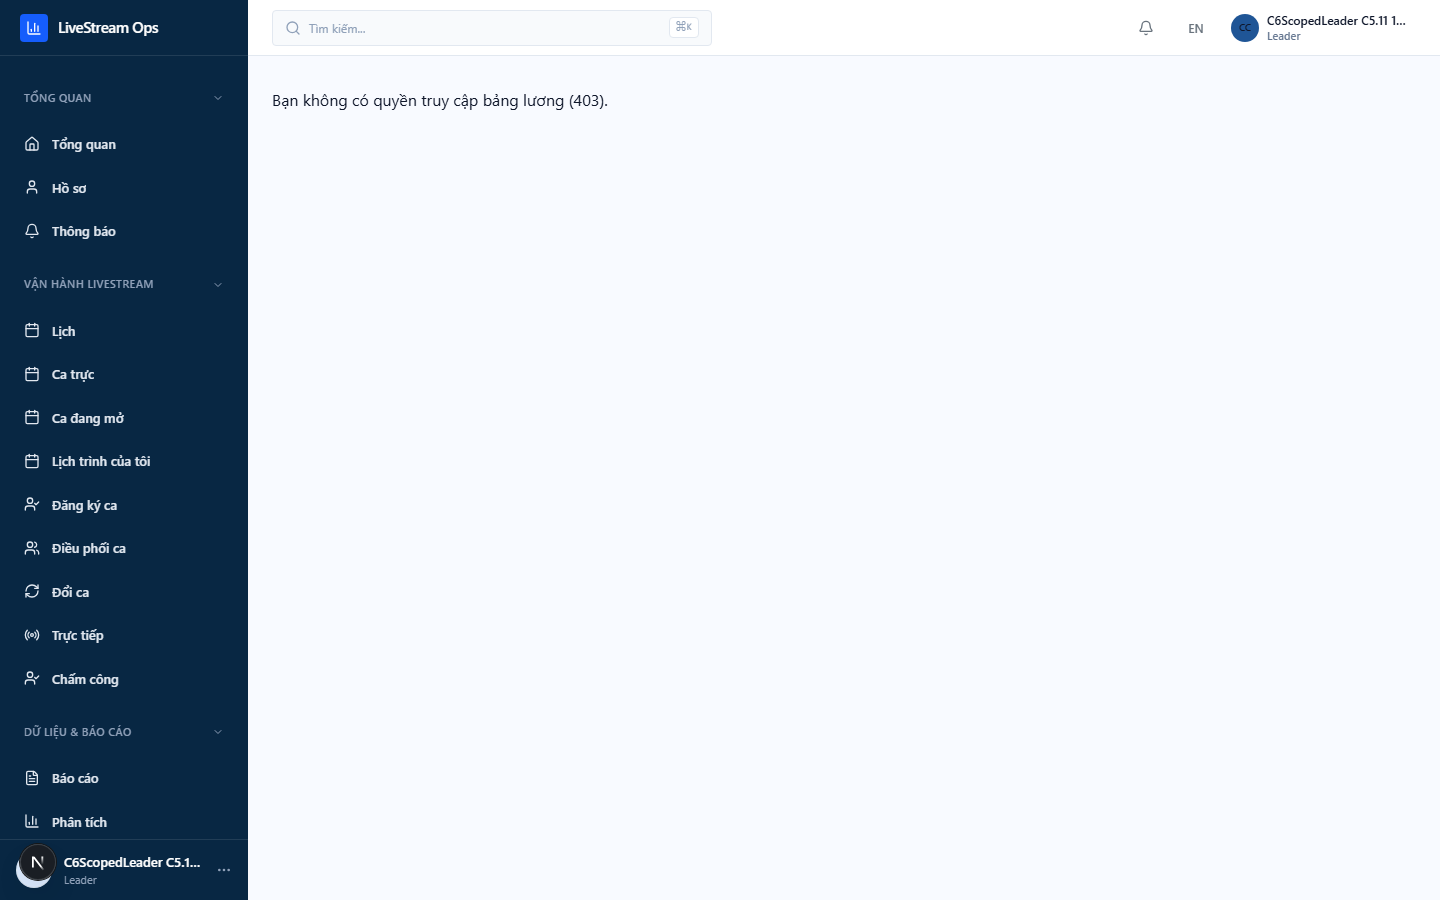 LiveStream Ops
Tìm kiếm...
⌘K
EN
CC
C6ScopedLeader C5.11 1...
Leader
TỔNG QUAN
Tổng quan
Hồ sơ
Thông báo
VẬN HÀNH LIVESTREAM
Lịch
Ca trực
Ca đang mở
Lịch trình của tôi
Đăng ký ca
Điều phối ca
Đổi ca
Trực tiếp
Chấm công
DỮ LIỆU & BÁO CÁO
Báo cáo
Phân tích
N
C6ScopedLeader C5.1...
Leader
Bạn không có quyền truy cập bảng lương (403).